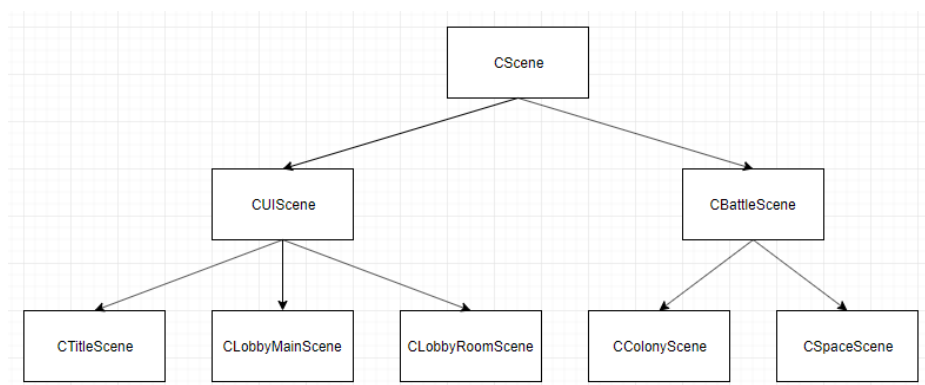 CScene
CUIScene
CBattleScene
CTitleScene
CLobbyMainScene
CLobbyRoomScene
CColonyScene
CSpaceScene